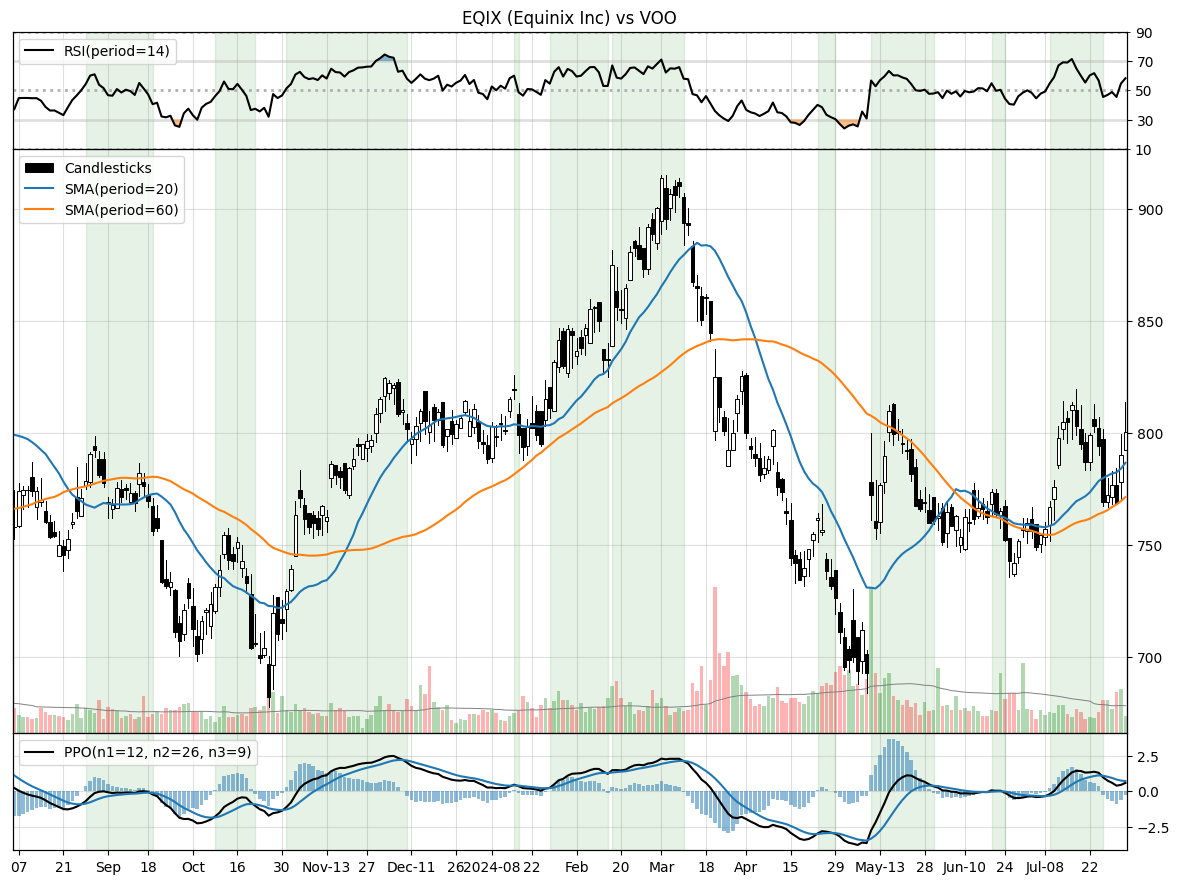 EQIX (Equinix Inc) vs VOO
RSI(period=14)
90
70
50
30
10
Candlesticks
SMA(period=20)
SMA(period=60)
900
850
800
750
700
PPO(n1=12, n2=26, n3=9)
2.5
0.0
−2.5
07 21 Sep 18 Oct 16 30 Nov-13 27 Dec-11 26 2024-08 22 Feb 20 Mar 18 Apr 15 29 May-13 28 Jun-10 24 Jul-08 22